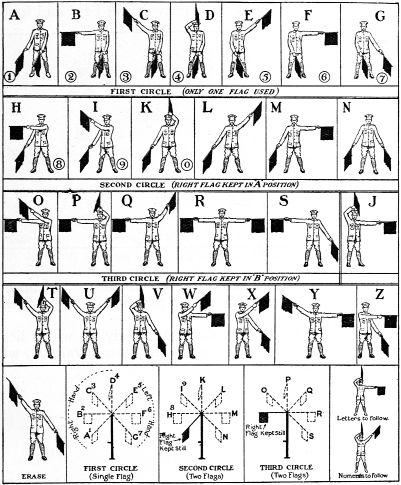 A B C D E F G
1 2 3 4 5 6 7
FIRST CIRCLE (ONLY ONE FLAG USED)
H I K L M N
8 9 0
SECOND CIRCLE (RIGHT FLAG KEPT IN A POSITION)
O P Q R S J
THIRD CIRCLE (RIGHT FLAG KEPT IN "B" POSITION)
T U V W X Y Z
ERASE
D 4
C 3 E 5
B 2 F 6
A 1 G 7
Right Hand
Left Hand
FIRST CIRCLE
(Single Flag)
K
9 I L
8 H M
N
Right Flag Kept Still
SECOND CIRCLE
(Two Flags)
P
O Q
R
S
Right Flag Kept Still
THIRD CIRCLE
(Two Flags)
Letters to follow.
Numerals to follow.